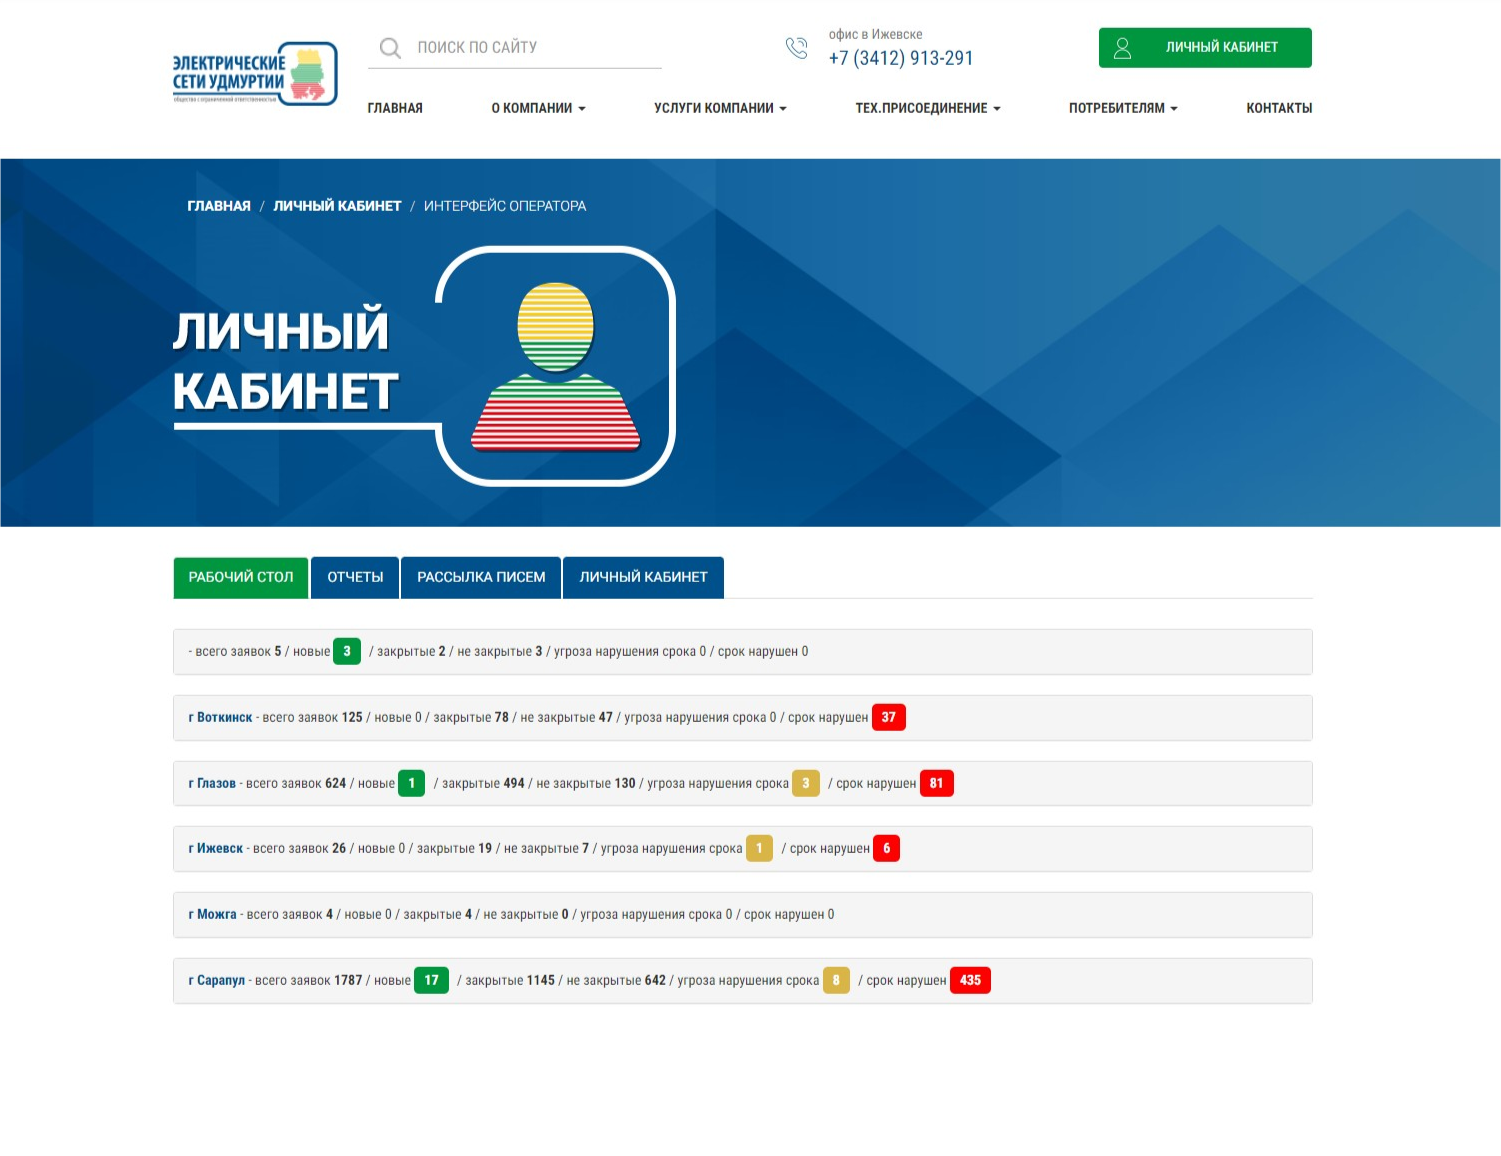 ЭЛЕКТРИЧЕСКИЕ
СЕТИ УДМУРТИИ
общество с ограниченной ответственностью
ПОИСК ПО САЙТУ
офис в Ижевске
+7 (3412) 913-291
ЛИЧНЫЙ КАБИНЕТ
ГЛАВНАЯ О КОМПАНИИ УСЛУГИ КОМПАНИИ ТЕХ.ПРИСОЕДИНЕНИЕ ПОТРЕБИТЕЛЯМ КОНТАКТЫ
ГЛАВНАЯ / ЛИЧНЫЙ КАБИНЕТ / ИНТЕРФЕЙС ОПЕРАТОРА
ЛИЧНЫЙ
КАБИНЕТ
РАБОЧИЙ СТОЛ ОТЧЕТЫ РАССЫЛКА ПИСЕМ ЛИЧНЫЙ КАБИНЕТ
- всего заявок 5 / новые 3 / закрытые 2 / не закрытые 3 / угроза нарушения срока 0 / срок нарушен 0
г Воткинск - всего заявок 125 / новые 0 / закрытые 78 / не закрытые 47 / угроза нарушения срока 0 / срок нарушен 37
г Глазов - всего заявок 624 / новые 1 / закрытые 494 / не закрытые 130 / угроза нарушения срока 3 / срок нарушен 81
г Ижевск - всего заявок 26 / новые 0 / закрытые 19 / не закрытые 7 / угроза нарушения срока 1 / срок нарушен 6
г Можга - всего заявок 4 / новые 0 / закрытые 4 / не закрытые 0 / угроза нарушения срока 0 / срок нарушен 0
г Сарапул - всего заявок 1787 / новые 17 / закрытые 1145 / не закрытые 642 / угроза нарушения срока 8 / срок нарушен 435